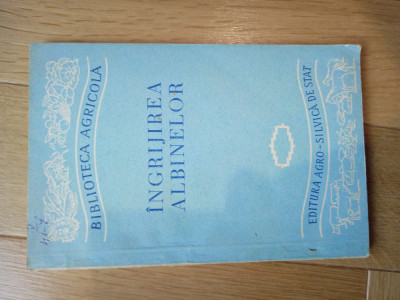 BIBLIOTECA AGRICOLĂ
ÎNGRIJIREA
ALBINELOR
EDITURA AGRO-SILVICĂ DE STAT